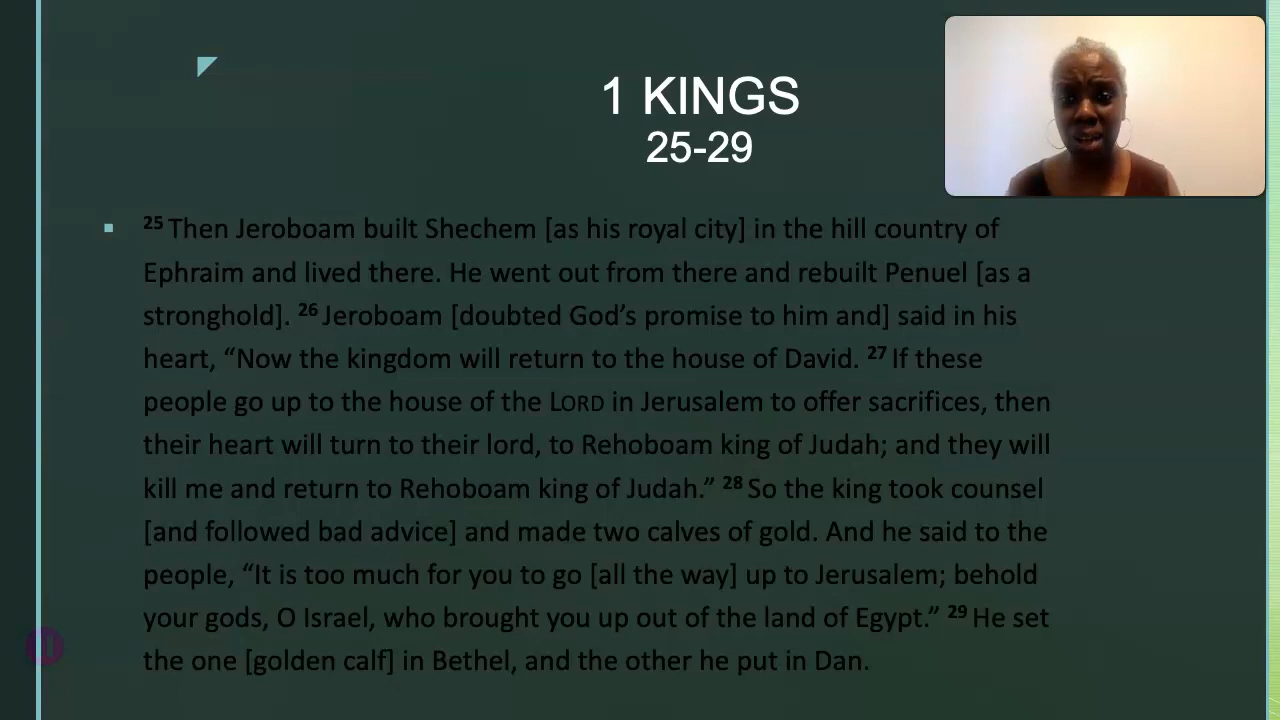 1 KINGS
25-29
25 Then Jeroboam built Shechem [as his royal city] in the hill country of
Ephraim and lived there. He went out from there and rebuilt Penuel [as a
stronghold]. 26 Jeroboam [doubted God’s promise to him and] said in his
heart, “Now the kingdom will return to the house of David. 27 If these
people go up to the house of the LORD in Jerusalem to offer sacrifices, then
their heart will turn to their lord, to Rehoboam king of Judah; and they will
kill me and return to Rehoboam king of Judah.” 28 So the king took counsel
[and followed bad advice] and made two calves of gold. And he said to the
people, “It is too much for you to go [all the way] up to Jerusalem; behold
your gods, O Israel, who brought you up out of the land of Egypt.” 29 He set
the one [golden calf] in Bethel, and the other he put in Dan.